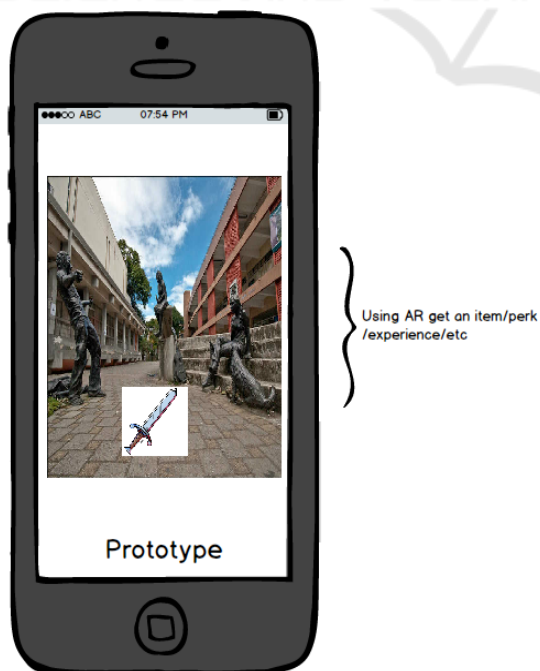 ABC 07:54 PM
Using AR get an item/perk
/experience/etc
Prototype